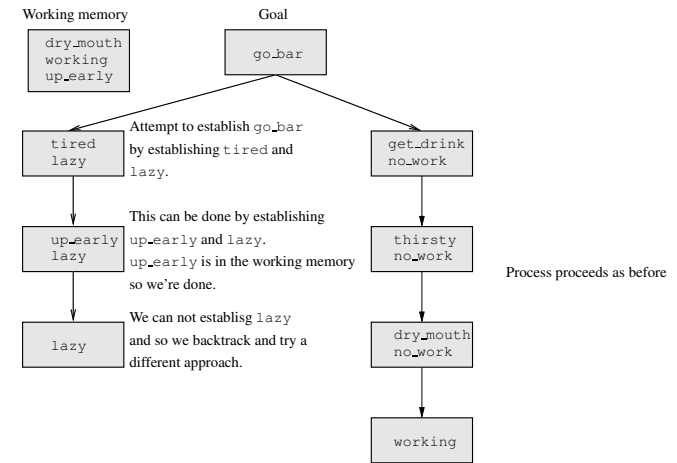 Working memory
Goal
dry_mouth
working
up_early
go_bar
tired
lazy
Attempt to establish go_bar
by establishing tired and
lazy.
get_drink
no_work
up_early
lazy
This can be done by establishing
up_early and lazy.
up_early is in the working memory
so we're done.
thirsty
no_work
Process proceeds as before
lazy
We can not establisg lazy
and so we backtrack and try a
different approach.
dry_mouth
no_work
working